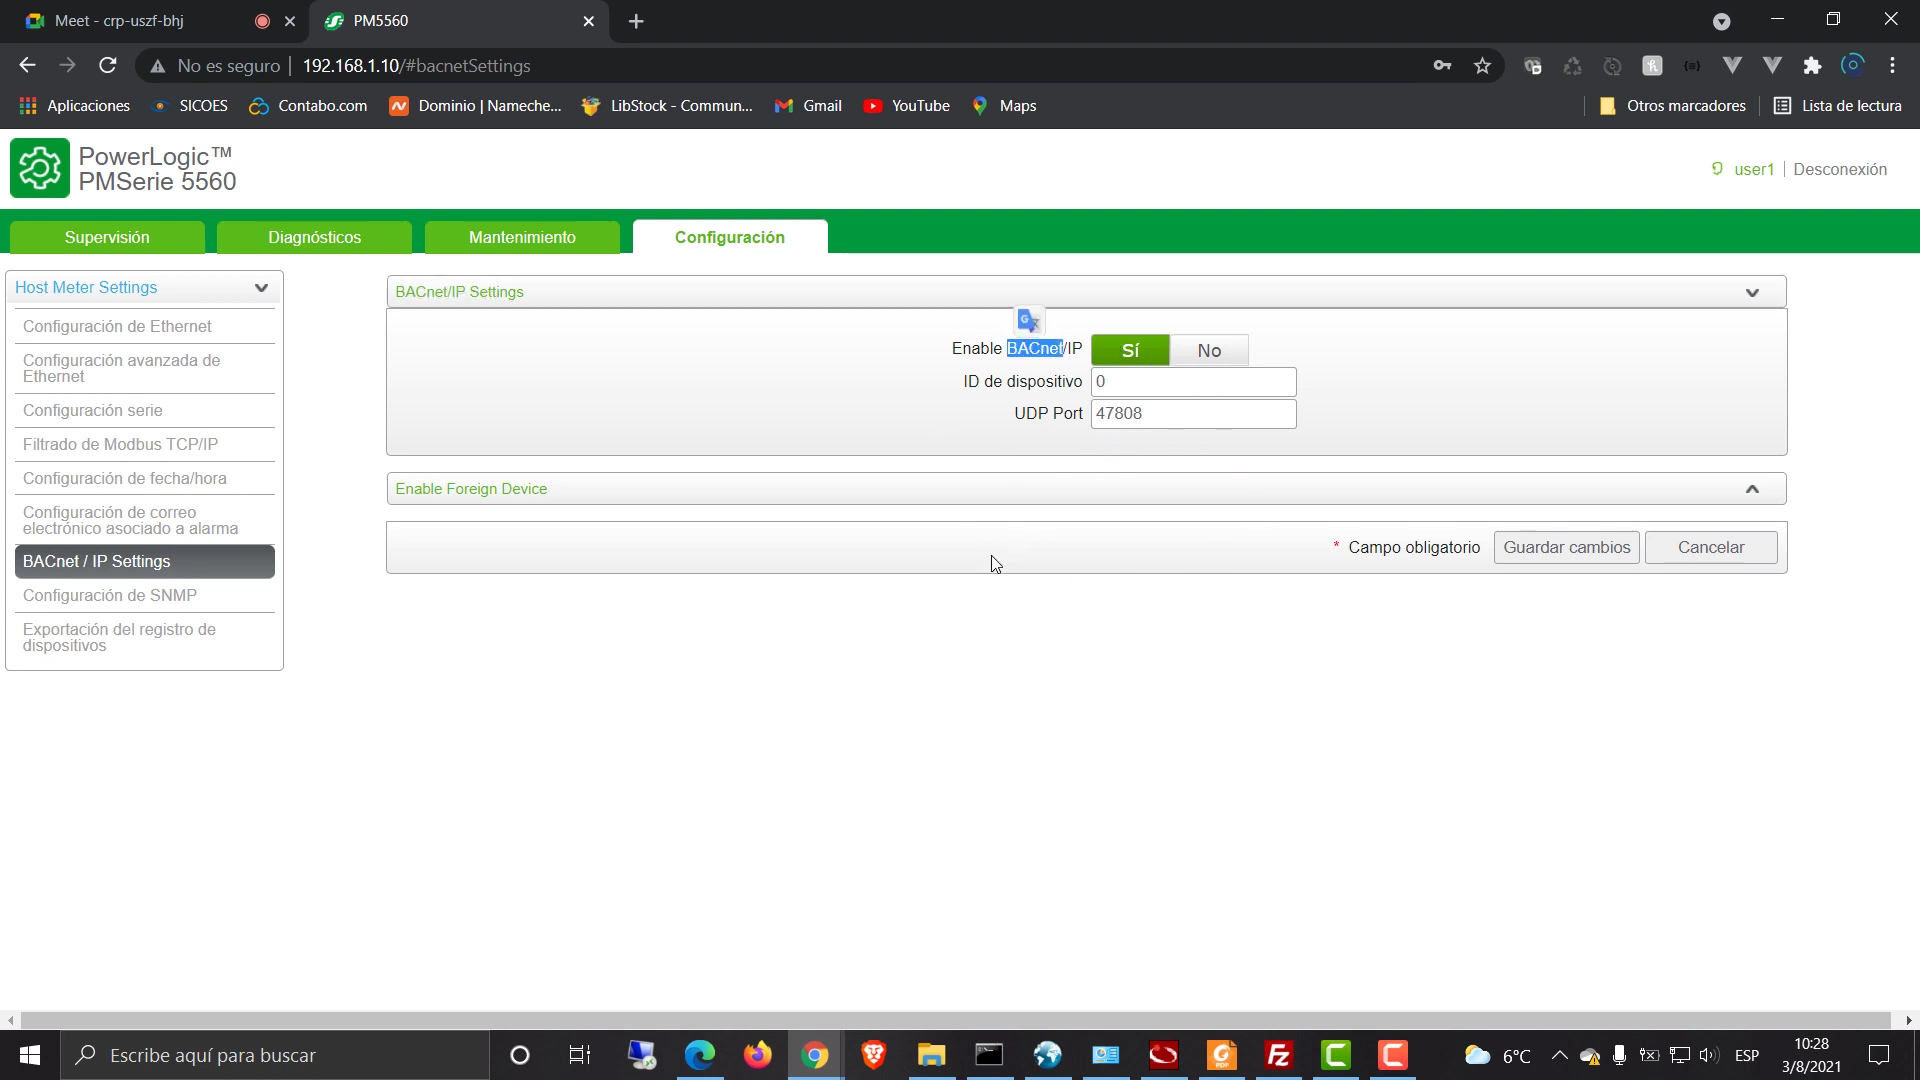 Meet - crp-uszf-bhj
PM5560
No es seguro
192.168.1.10/#bacnetSettings
Aplicaciones
SICOES
Contabo.com
Dominio | Nameche...
LibStock - Commun...
Gmail
YouTube
Maps
Otros marcadores
Lista de lectura
PowerLogic™
PMSerie 5560
user1
Desconexión
Supervisión
Diagnósticos
Mantenimiento
Configuración
Host Meter Settings
Configuración de Ethernet
Configuración avanzada de
Ethernet
Configuración serie
Filtrado de Modbus TCP/IP
Configuración de fecha/hora
Configuración de correo
electrónico asociado a alarma
BACnet / IP Settings
Configuración de SNMP
Exportación del registro de
dispositivos
BACnet/IP Settings
Enable BACnet/IP
Sí
No
ID de dispositivo
0
UDP Port
47808
Enable Foreign Device
* Campo obligatorio
Guardar cambios
Cancelar
Escribe aquí para buscar
6°C
ESP
10:28
3/8/2021